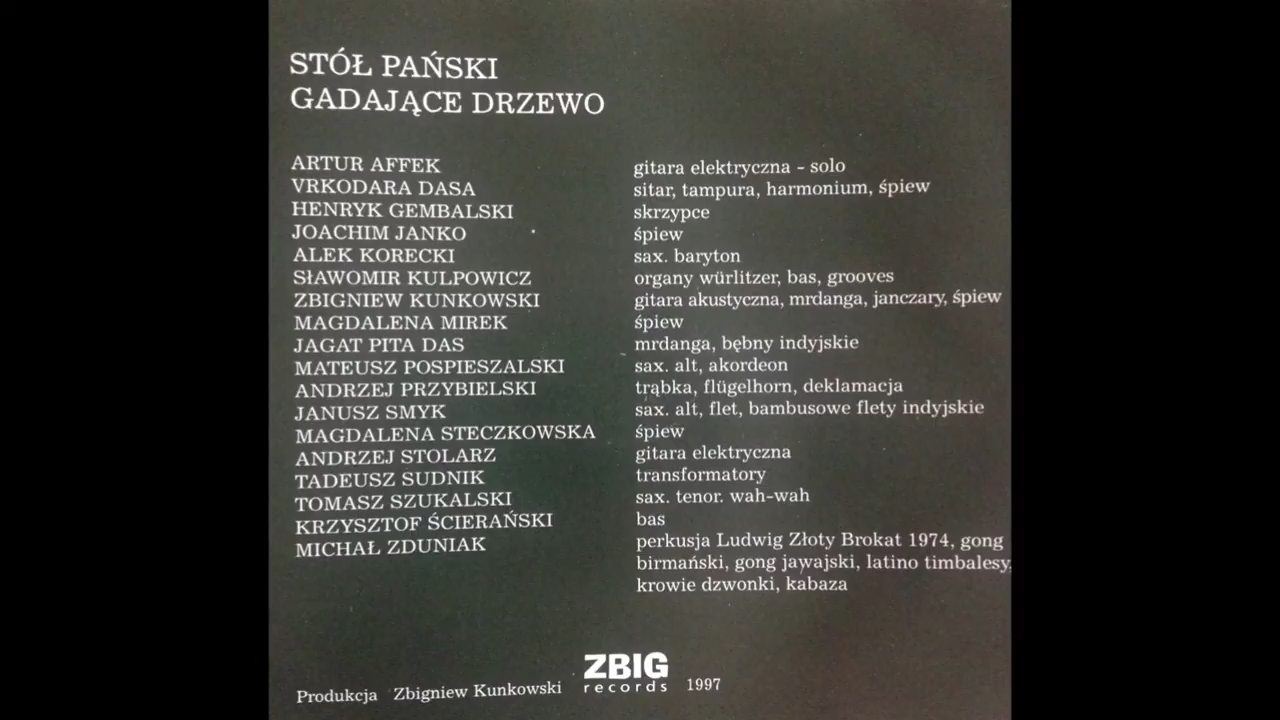 STÓŁ PAŃSKI
GADAJĄCE DRZEWO
ARTUR AFFEK gitara elektryczna – solo
VRKODARA DASA sitar, tampura, harmonium, śpiew
HENRYK GEMBALSKI skrzypce
JOACHIM JANKO śpiew
ALEK KORECKI sax. baryton
SŁAWOMIR KULPOWICZ organy würlitzer, bas, grooves
ZBIGNIEW KUNKOWSKI gitara akustyczna, mrdanga, janczary, śpiew
MAGDALENA MIREK śpiew
JAGAT PITA DAS mrdanga, bębny indyjskie
MATEUSZ POSPIESZALSKI sax. alt, akordeon
ANDRZEJ PRZYBIELSKI trąbka, flügelhorn, deklamacja
JANUSZ SMYK sax. alt, flet, bambusowe flety indyjskie
MAGDALENA STECZKOWSKA śpiew
ANDRZEJ STOLARZ gitara elektryczna
TADEUSZ SUDNIK transformatory
TOMASZ SZUKALSKI sax. tenor. wah-wah
KRZYSZTOF ŚCIERAŃSKI bas
MICHAŁ ZDUNIAK perkusja Ludwig Złoty Brokat 1974, gong
birmański, gong jawajski, latino timbalesy,
krowie dzwonki, kabaza
Produkcja Zbigniew Kunkowski ZBIG records 1997